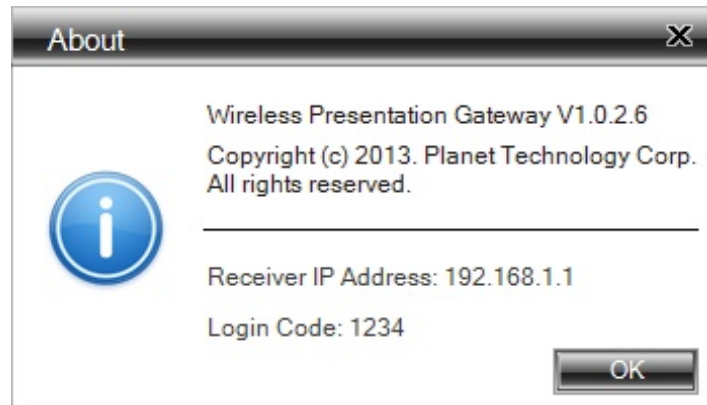 About
Wireless Presentation Gateway V1.0.2.6
Copyright (c) 2013. Planet Technology Corp.
All rights reserved.
Receiver IP Address: 192.168.1.1
Login Code: 1234
OK